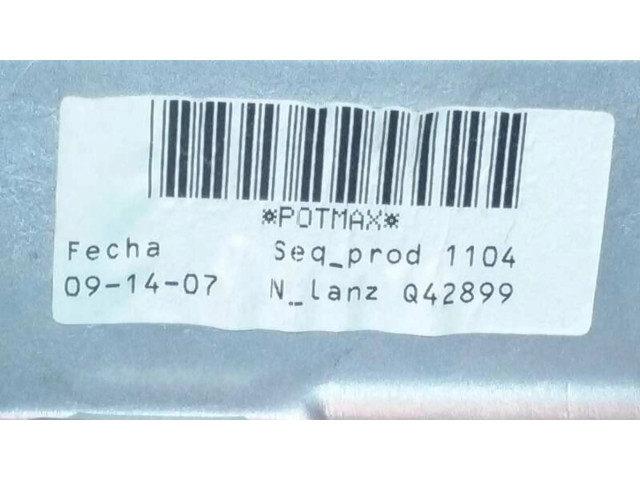 *POTMAX*
Fecha Seq_prod 1104
09-14-07 N_lanz Q42899